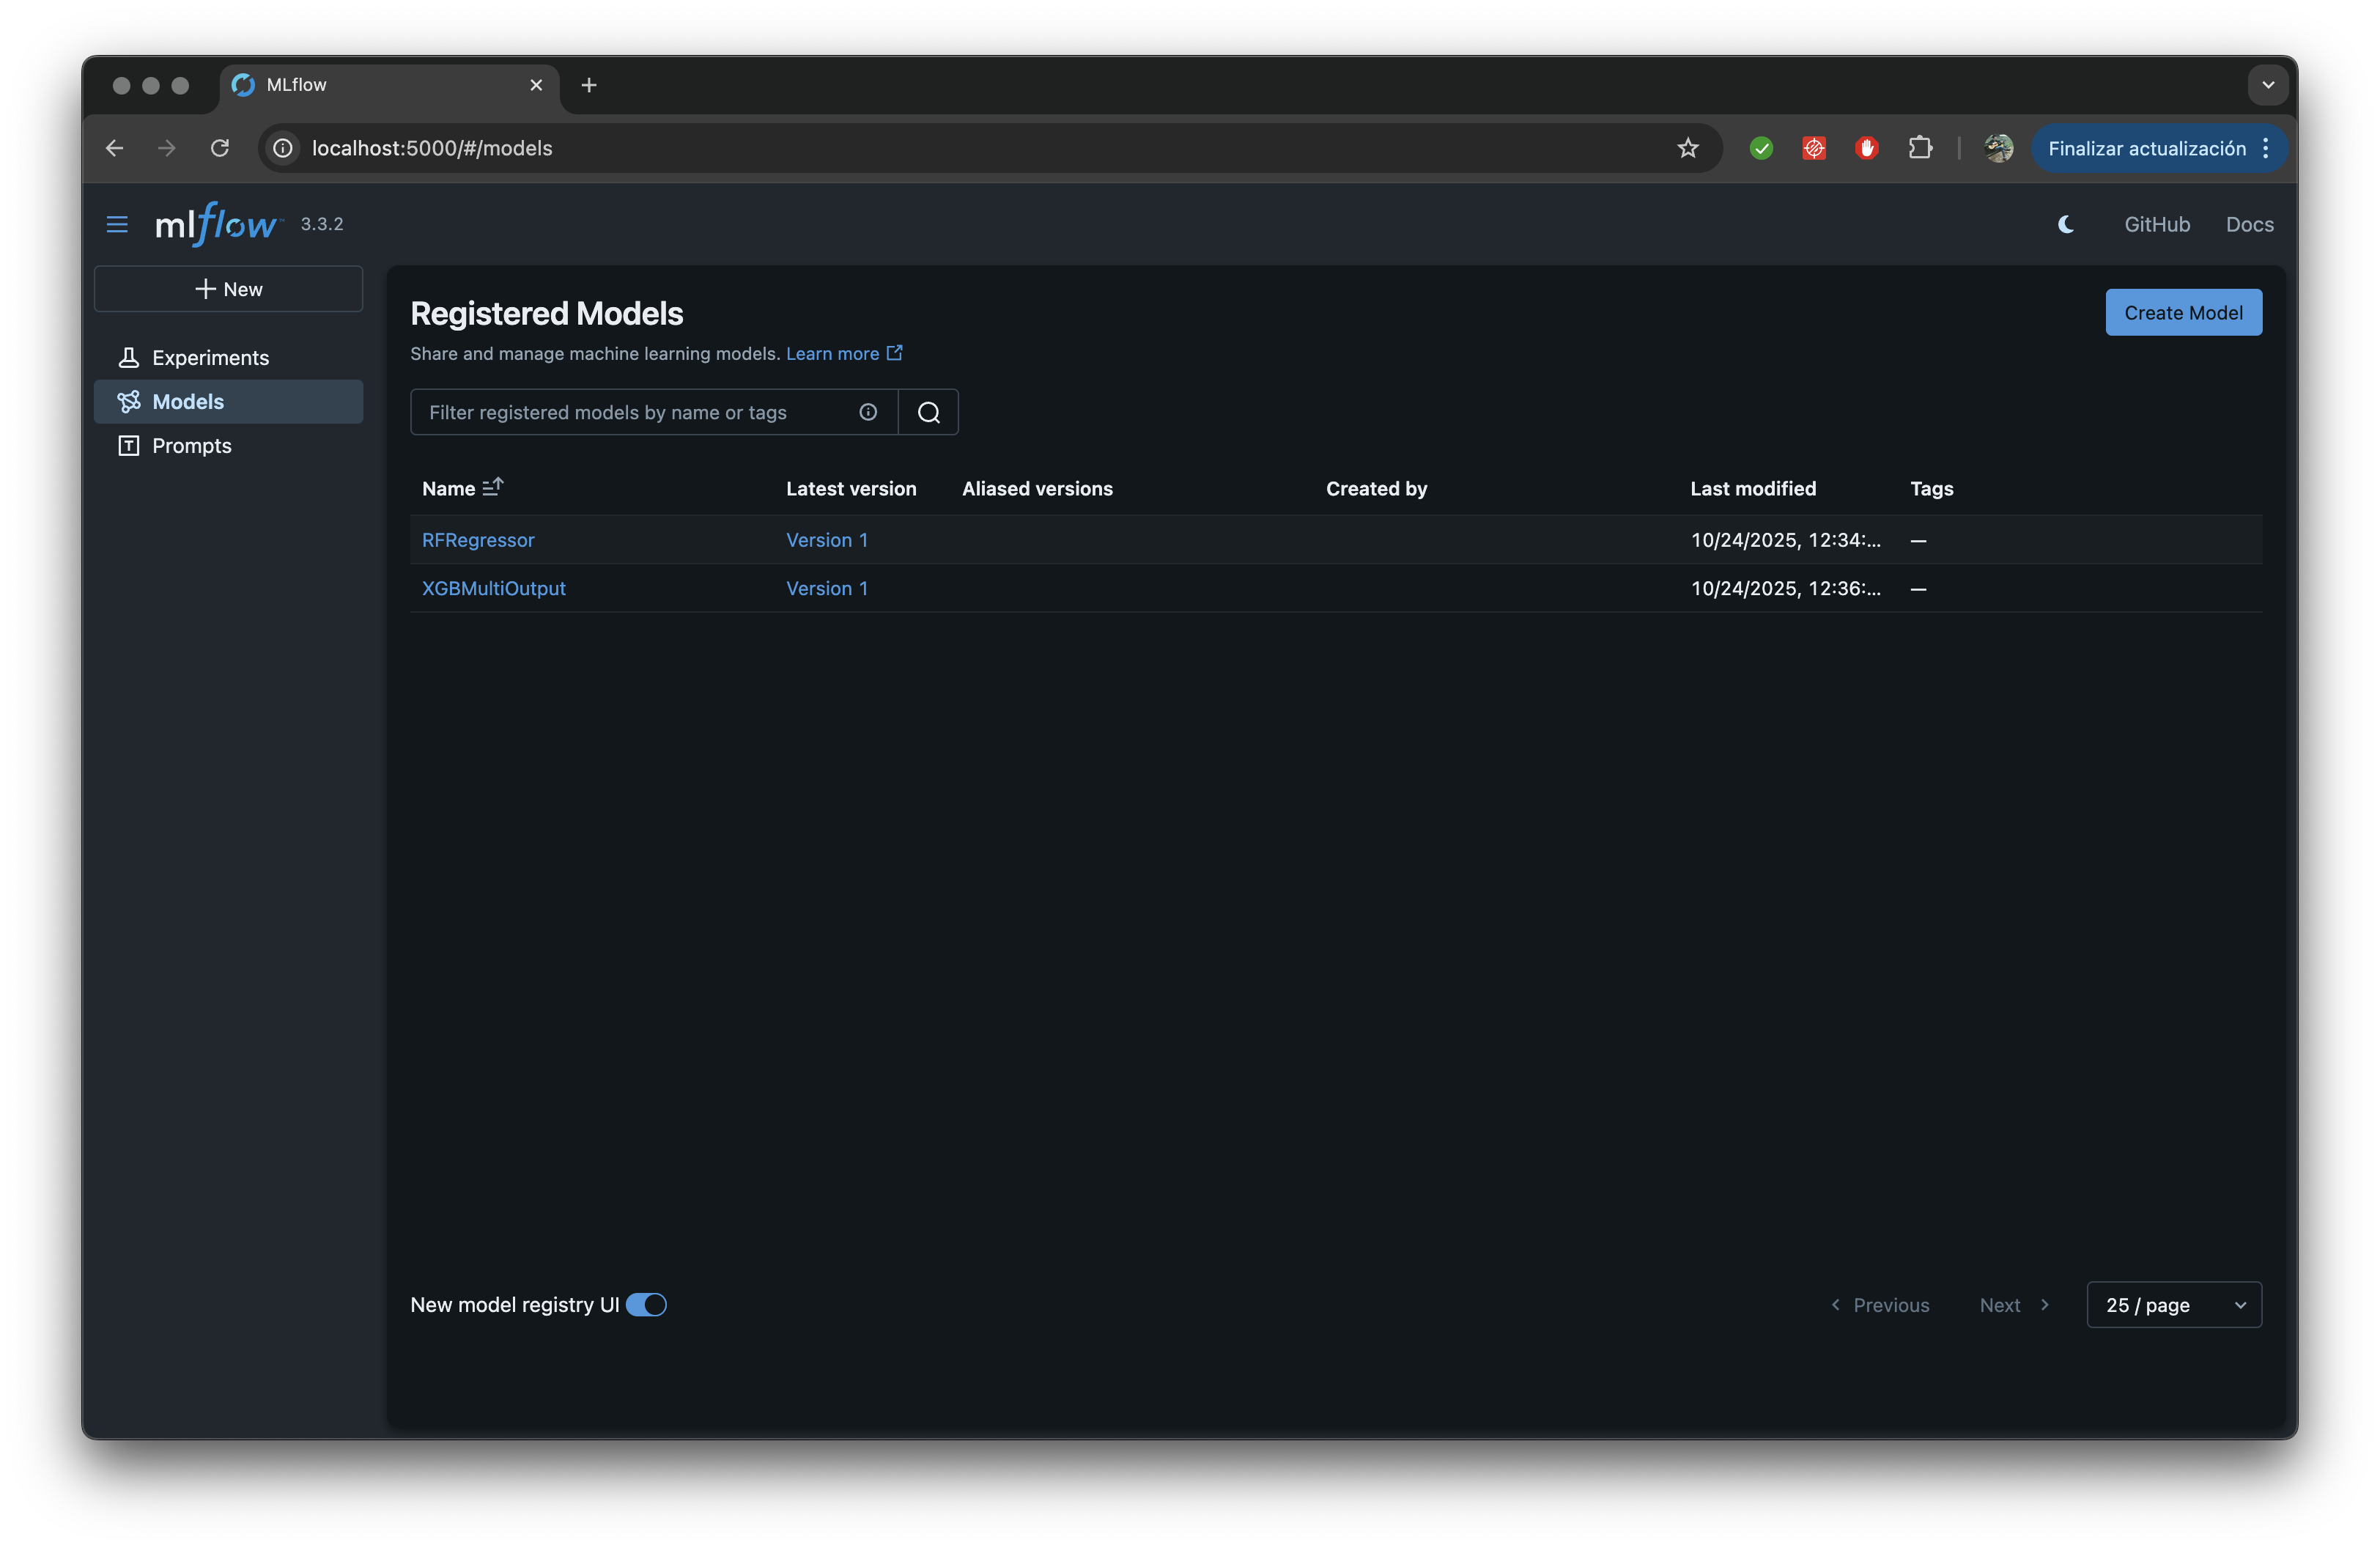 MLflow
localhost:5000/#/models
Finalizar actualización
mlflow™ 3.3.2
GitHub Docs
New
Experiments
Models
Prompts
Registered Models
Create Model
Share and manage machine learning models. Learn more
Filter registered models by name or tags
Name Latest version Aliased versions Created by Last modified Tags
RFRegressor Version 1 10/24/2025, 12:34:... —
XGBMultiOutput Version 1 10/24/2025, 12:36:... —
New model registry UI
Previous Next 25 / page